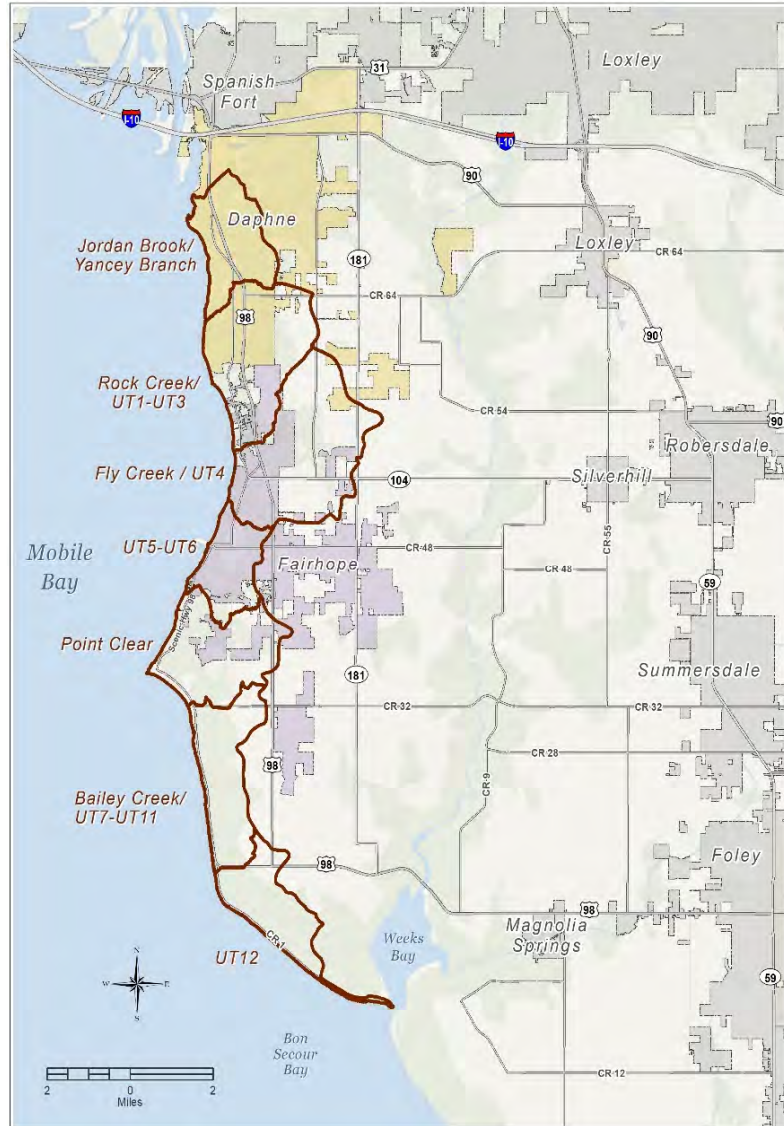 Loxley
31
Spanish
Fort
I-10
I-10
90
Daphne
Jordan Brook/
Yancey Branch
Loxley
CR 64
181
CR 64
98
90
Rock Creek/
UT1-UT3
CR 54
90
Robersdale
Fly Creek / UT4
104
Silverhill
UT5-UT6
CR 48
CR 55
Mobile
Bay
Fairhope
CR 48
59
Scenic Hwy 98
Point Clear
181
Summersdale
CR 32
CR 32
98
CR 28
CR 9
Bailey Creek/
UT7-UT11
98
Foley
98
Magnolia
Springs
UT12
CR 1
Weeks
Bay
59
N
W
E
S
Bon
Secour
Bay
CR 12
2
0
2
Miles